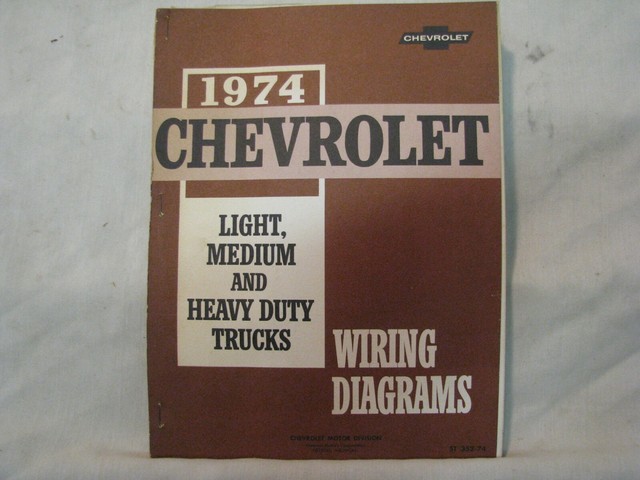 CHEVROLET
1974
CHEVROLET
LIGHT,
MEDIUM
AND
HEAVY DUTY
TRUCKS
WIRING
DIAGRAMS
CHEVROLET MOTOR DIVISION